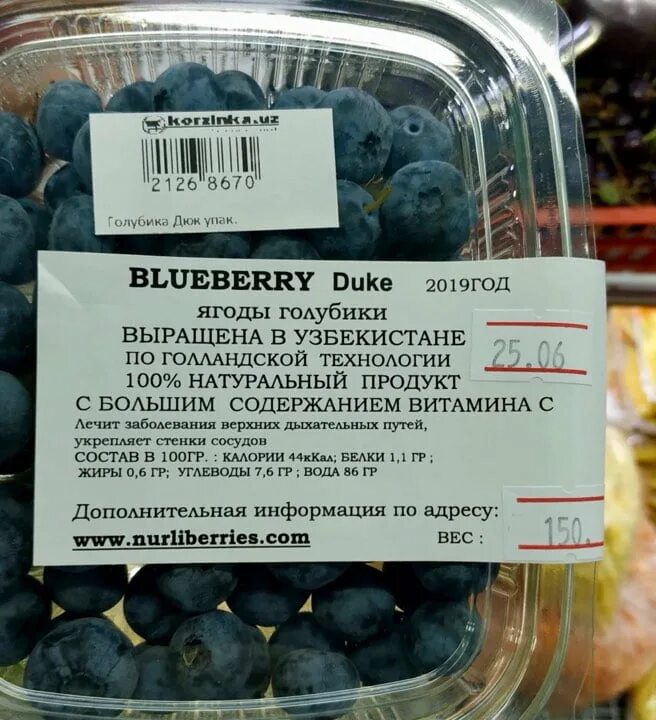 korzinka.uz
2126 8670
Голубика Дюк упак.
BLUEBERRY Duke 2019ГОД
ЯГОДЫ ГОЛУБИКИ
ВЫРАЩЕНА В УЗБЕКИСТАНЕ
ПО ГОЛЛАНДСКОЙ ТЕХНОЛОГИИ
25.06
100% НАТУРАЛЬНЫЙ ПРОДУКТ
С БОЛЬШИМ СОДЕРЖАНИЕМ ВИТАМИНА С
Лечит заболевания верхних дыхательных путей,
укрепляет стенки сосудов
СОСТАВ В 100ГР. : КАЛОРИИ 44кКал; БЕЛКИ 1,1 ГР ;
ЖИРЫ 0,6 ГР; УГЛЕВОДЫ 7,6 ГР ; ВОДА 86 ГР
Дополнительная информация по адресу:
www.nurliberries.com ВЕС : 150.